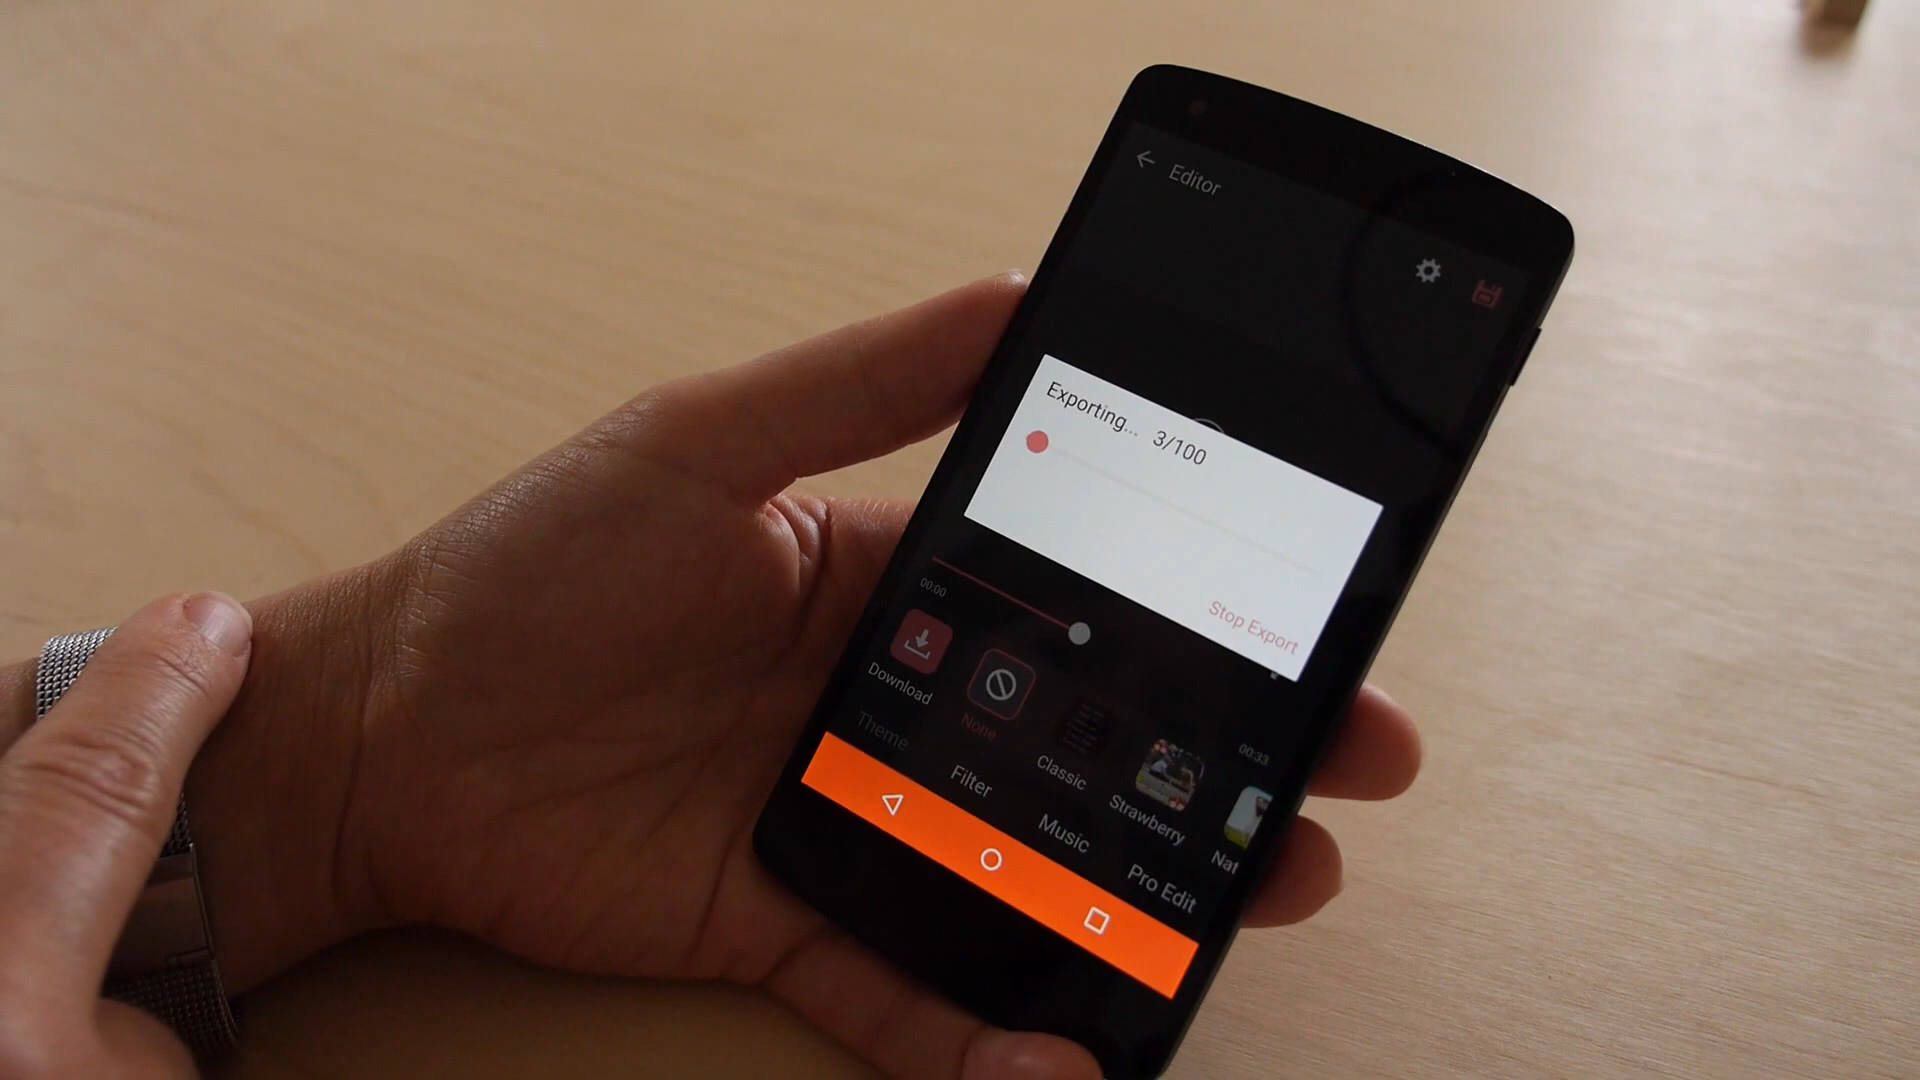 Editor
Exporting... 3/100
Stop Export
00:00
00:33
Download
None
Classic
Strawberry
Nat
Theme
Filter
Music
Pro Edit